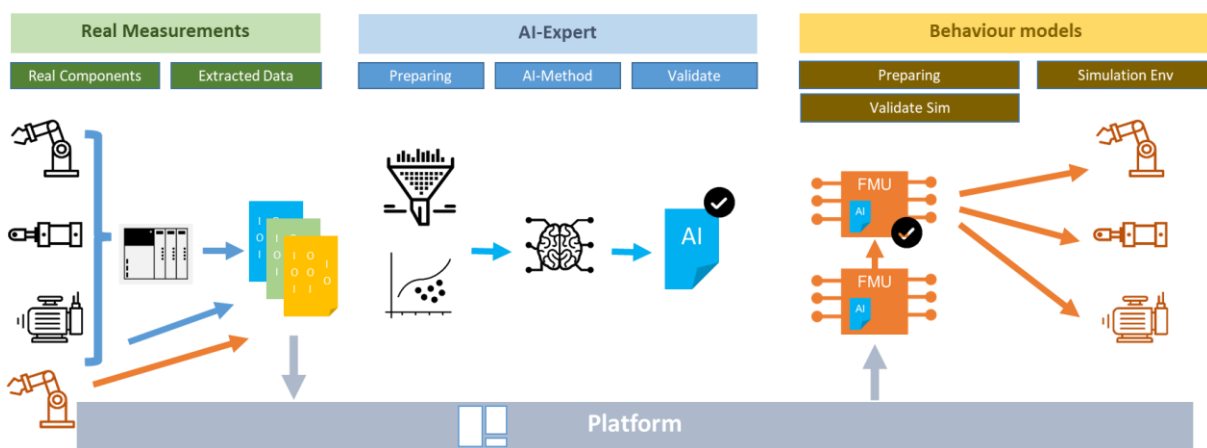 Real Measurements
AI-Expert
Behaviour models
Real Components
Extracted Data
Preparing
AI-Method
Validate
Preparing
Simulation Env
Validate Sim
FMU
AI
AI
FMU
AI
Platform